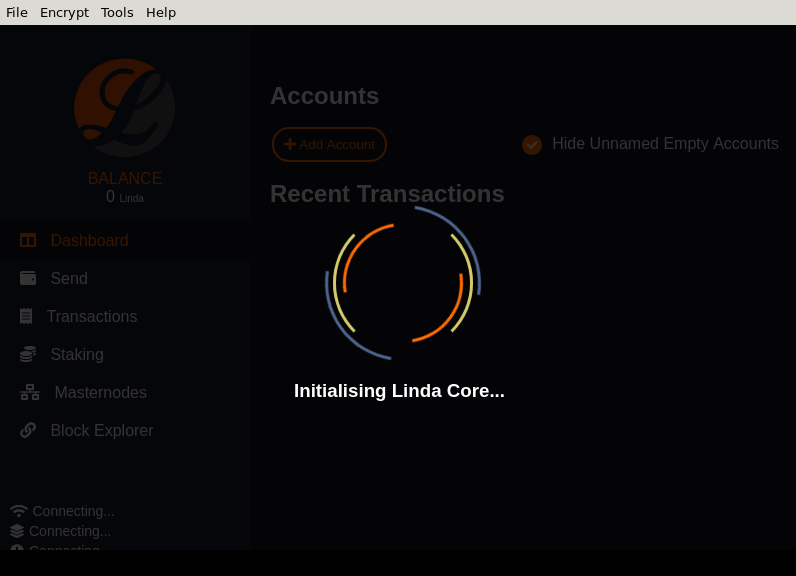 File Encrypt Tools Help
BALANCE
0 Linda
Dashboard
Send
Transactions
Staking
Masternodes
Block Explorer
Connecting...
Connecting...
Connecting...
Accounts
Add Account
Hide Unnamed Empty Accounts
Recent Transactions
Initialising Linda Core...